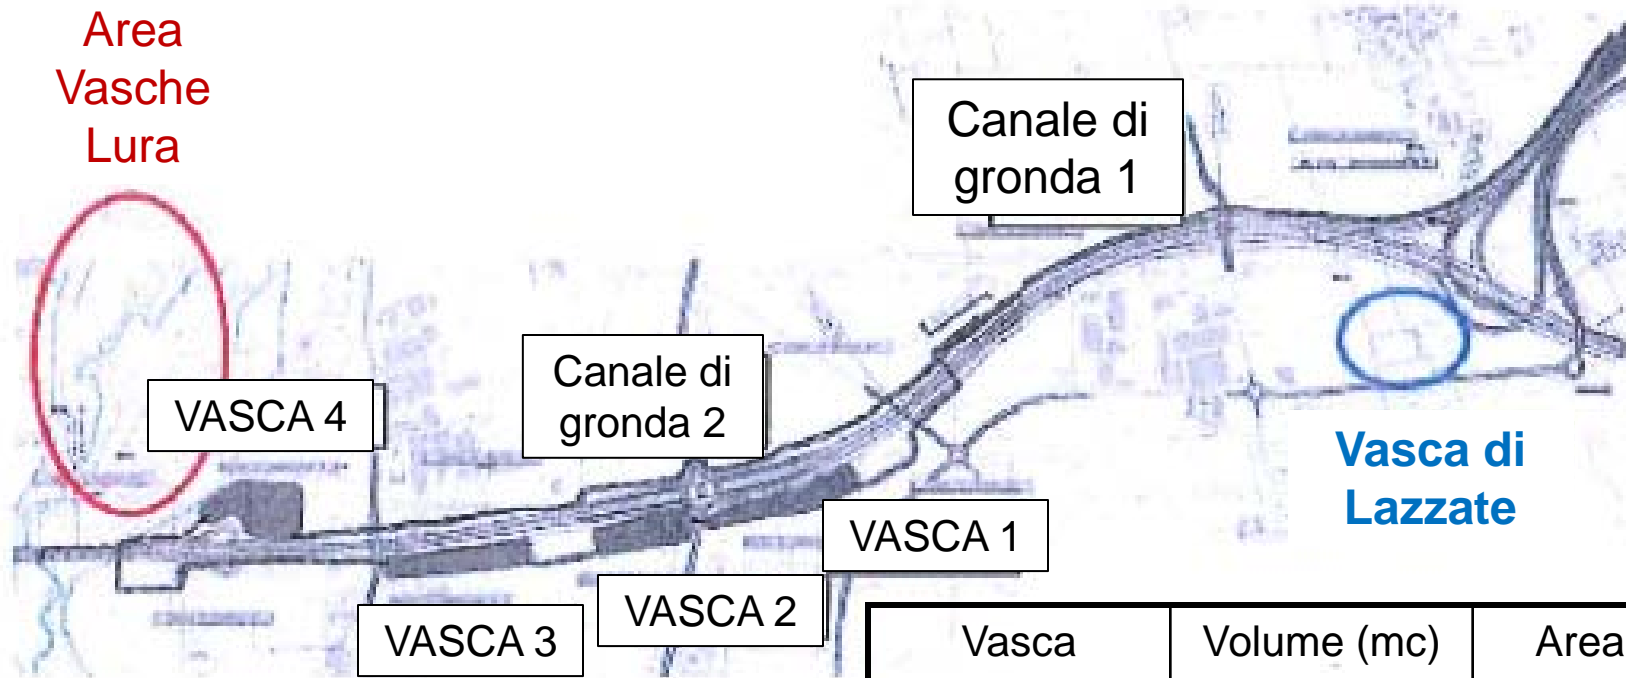 Area
Vasche
Lura
Canale di
gronda 1
Canale di
gronda 2
VASCA 4
Vasca di
Lazzate
VASCA 1
VASCA 2
VASCA 3
Vasca
Volume (mc)
Area